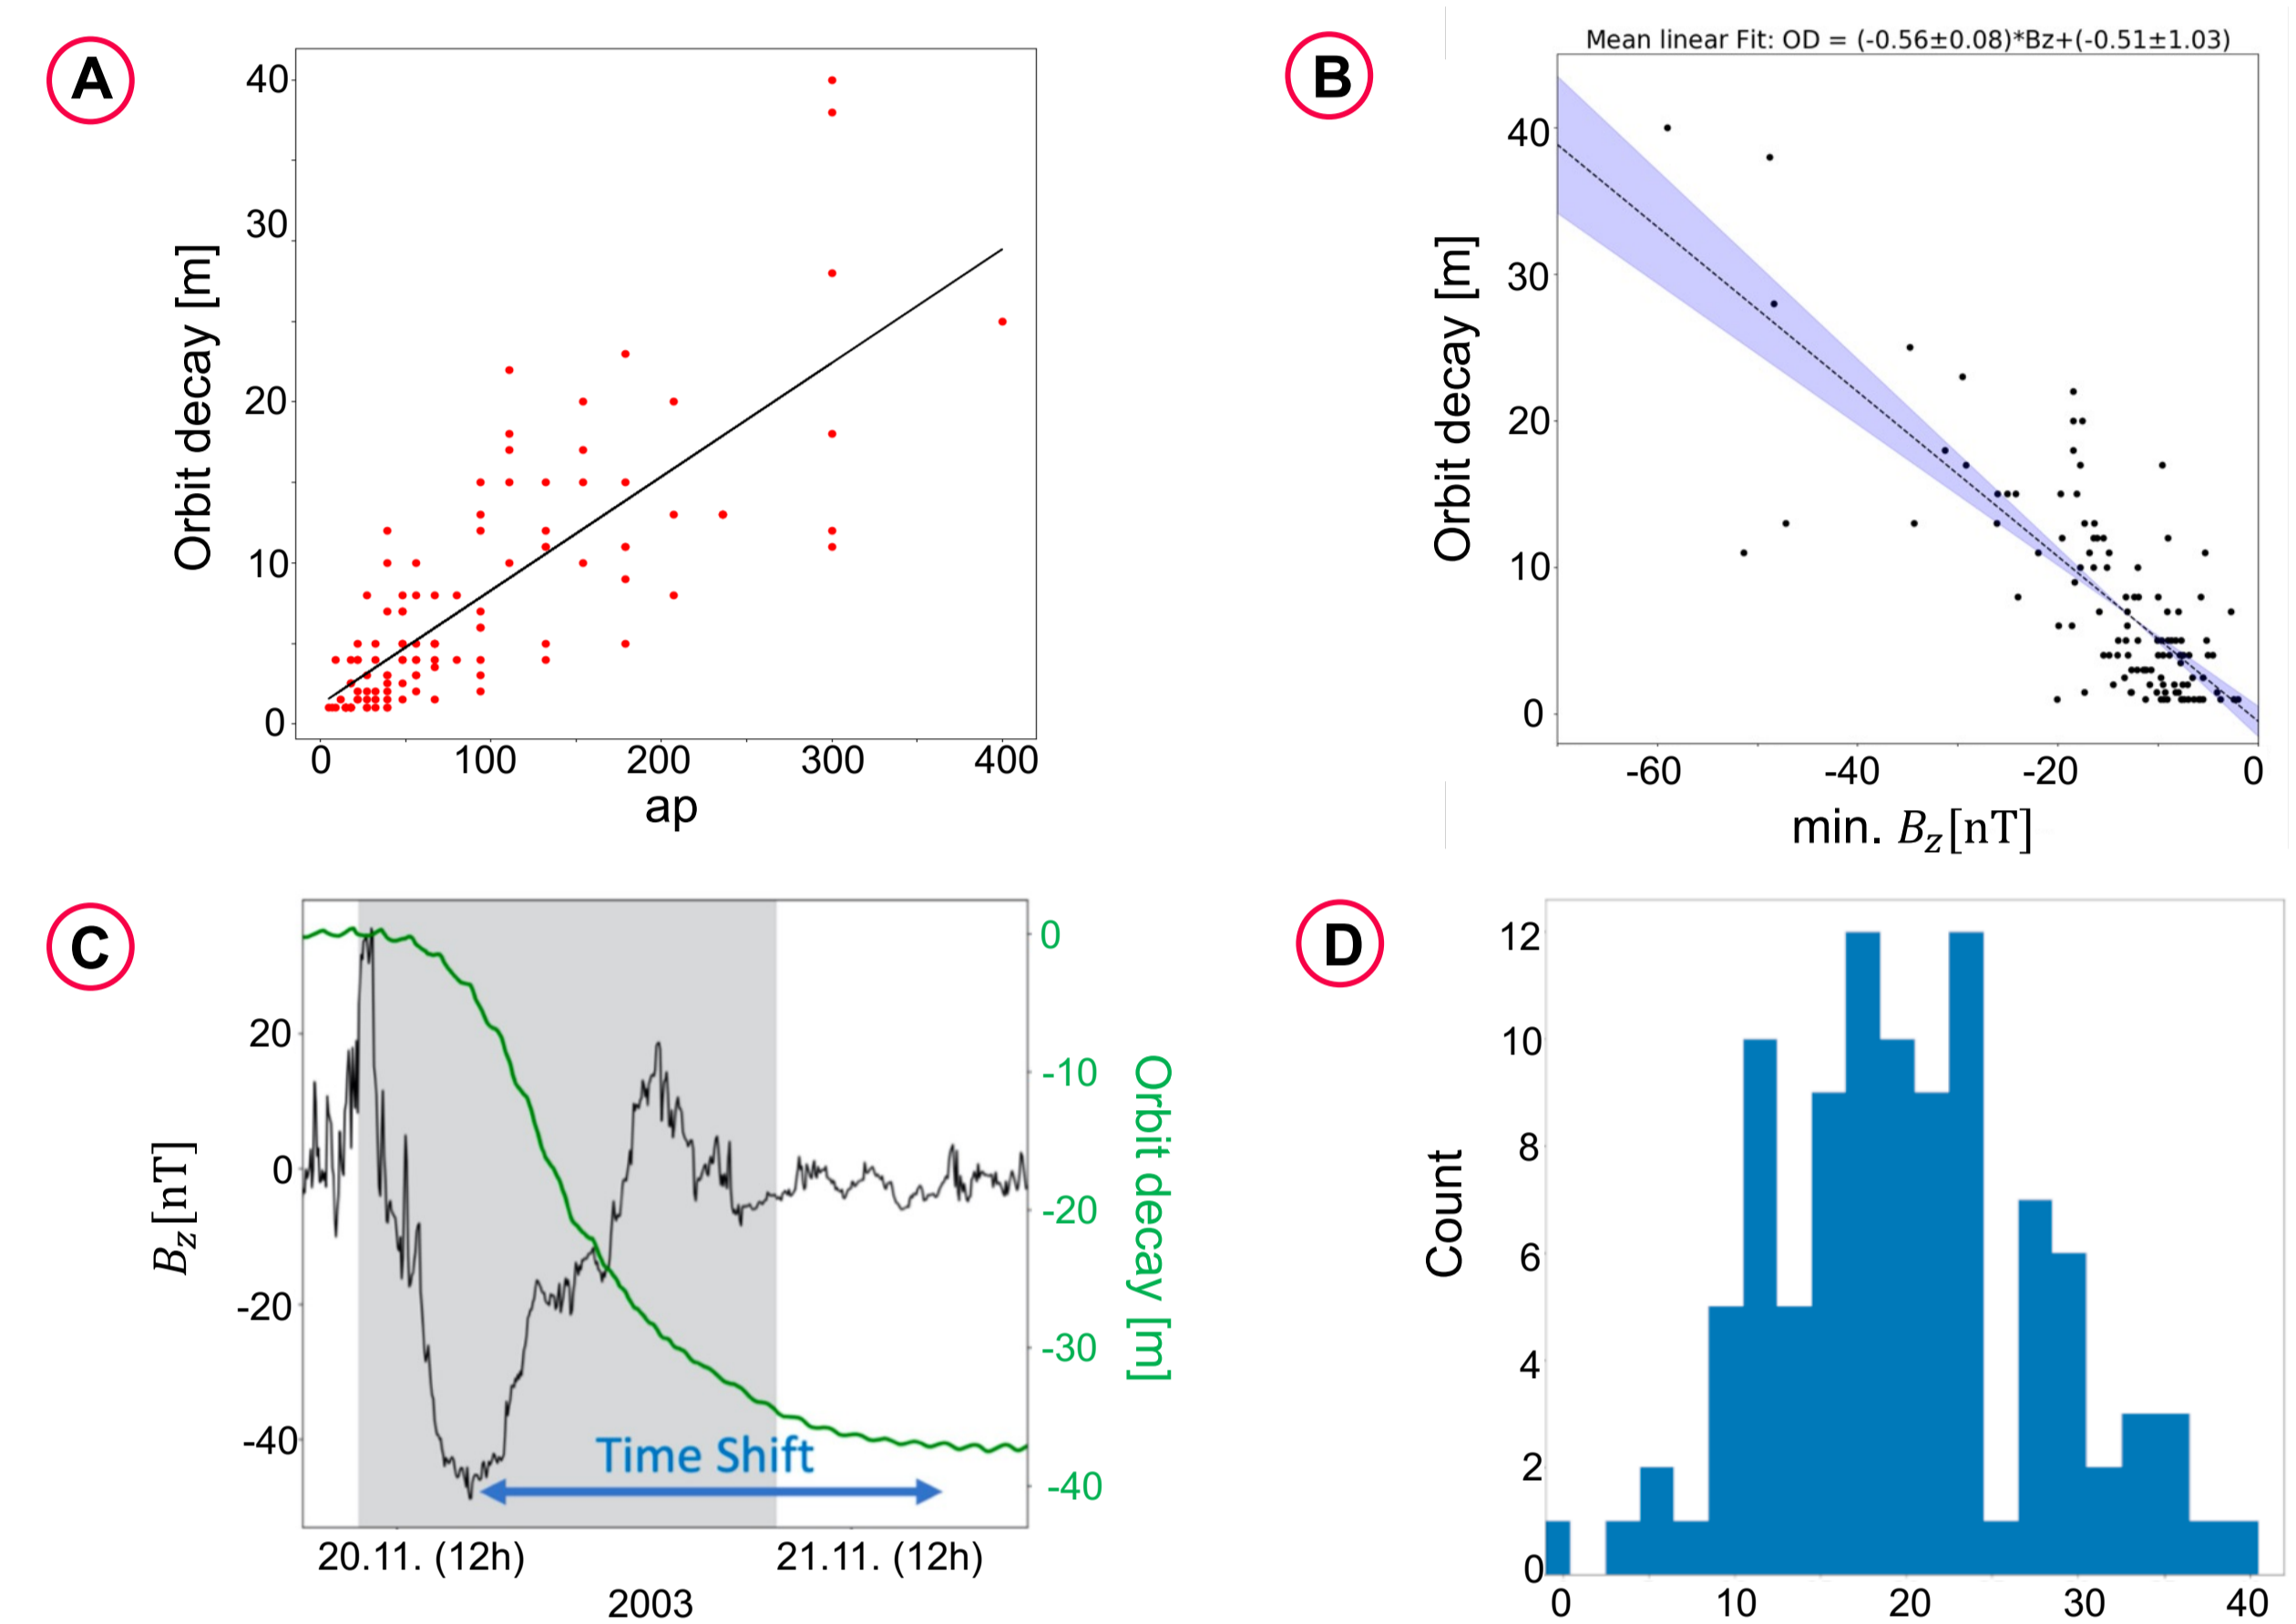 A
40
30
20
10
0
Orbit decay [m]
0 100 200 300 400
ap
B
Mean linear Fit: OD = (-0.56±0.08)*Bz+(-0.51±1.03)
40
30
20
10
0
Orbit decay [m]
-60 -40 -20 0
min. Bz[nT]
C
20
0
-20
-40
Bz[nT]
0
-10
-20
-30
-40
Orbit decay [m]
Time Shift
20.11. (12h) 21.11. (12h)
2003
D
12
10
8
6
4
2
0
Count
0 10 20 30 40